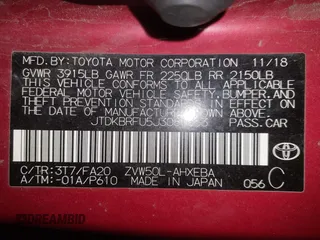 MFD. BY: TOYOTA MOTOR CORPORATION 11/18
GVWR 3915LB GAWR FR 2250LB RR 2150LB
THIS VEHICLE CONFORMS TO ALL APPLICABLE
FEDERAL MOTOR VEHICLE SAFETY, BUMPER, AND
THEFT PREVENTION STANDARDS IN EFFECT ON
THE DATE OF MANUFACTURE SHOWN ABOVE.
PASS. CAR
C/TR: 3T7/FA20 ZVW50L-AHXEBA
A/TM: -01A/P610 MADE IN JAPAN 056 C
TOYOTA
DREAMBID